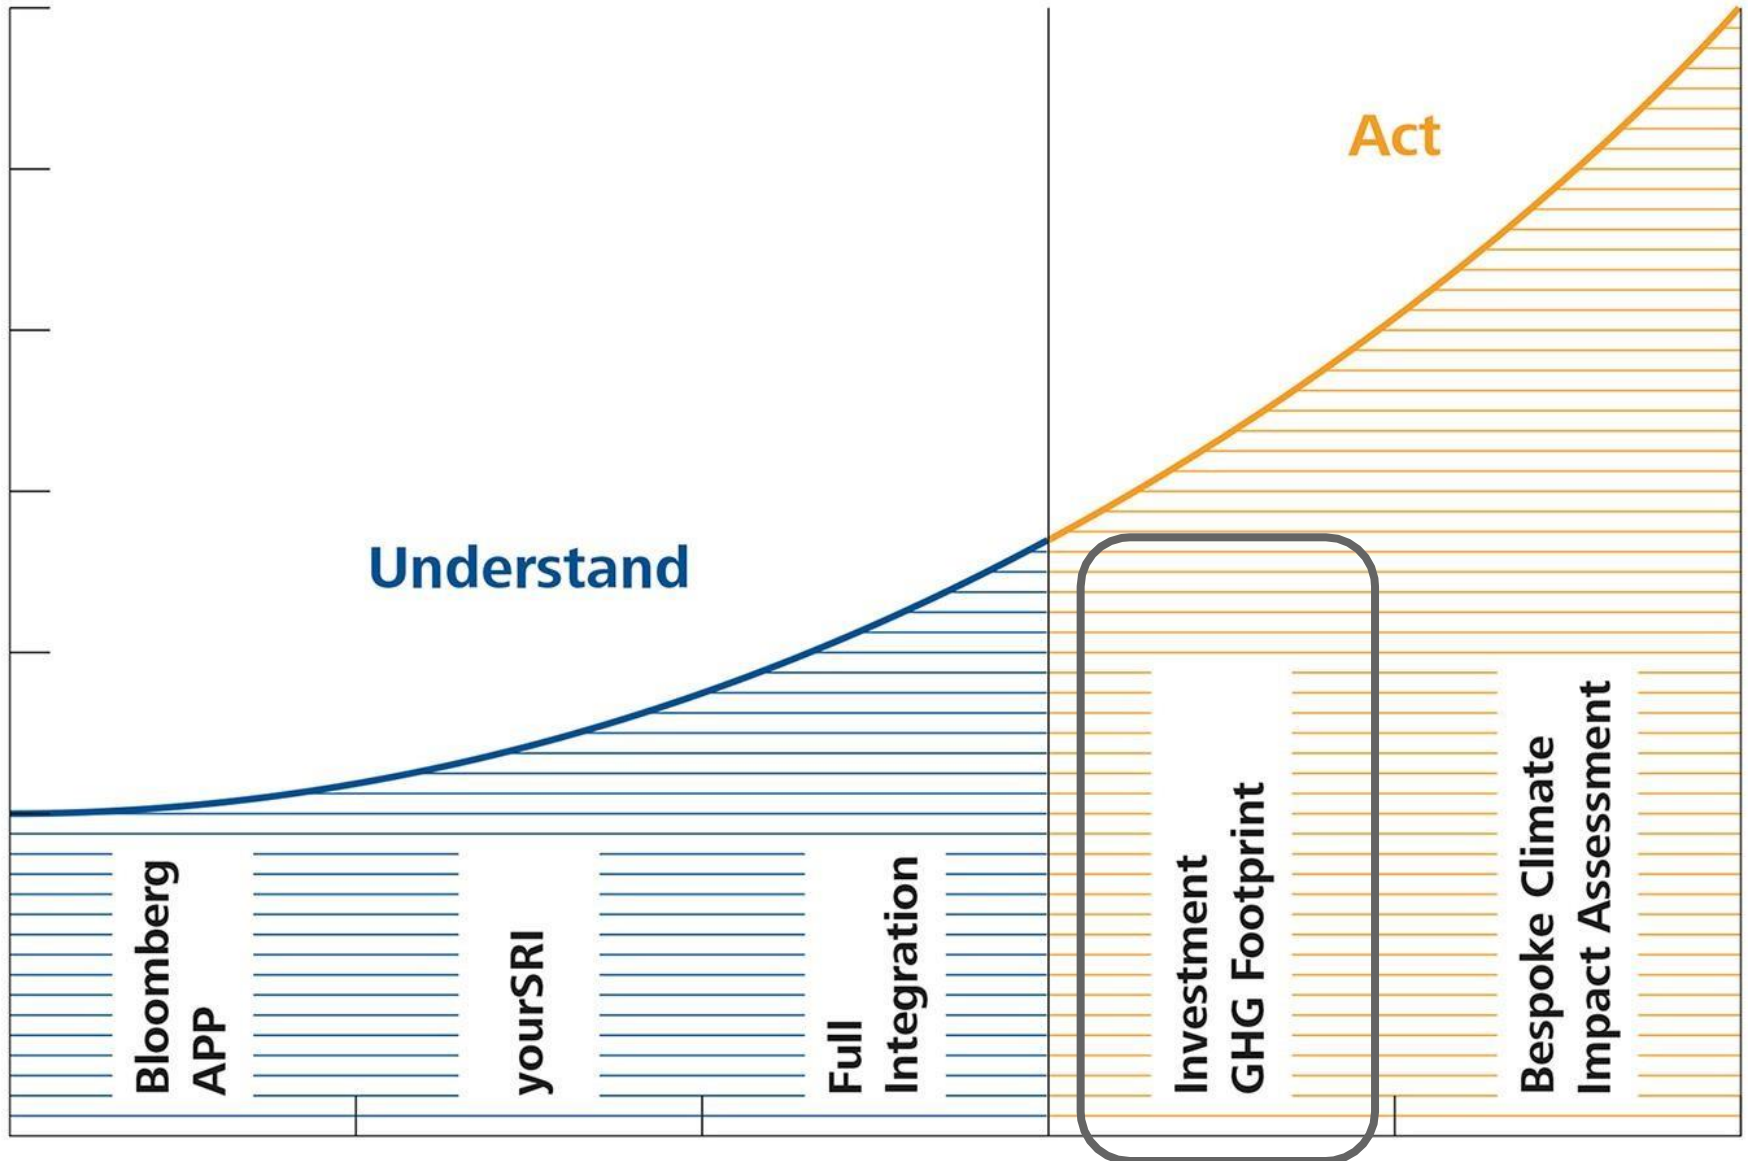 Act
Understand
Bloomberg
APP
yourSRI
Full
Integration
Investment
GHG Footprint
Bespoke Climate
Impact Assessment